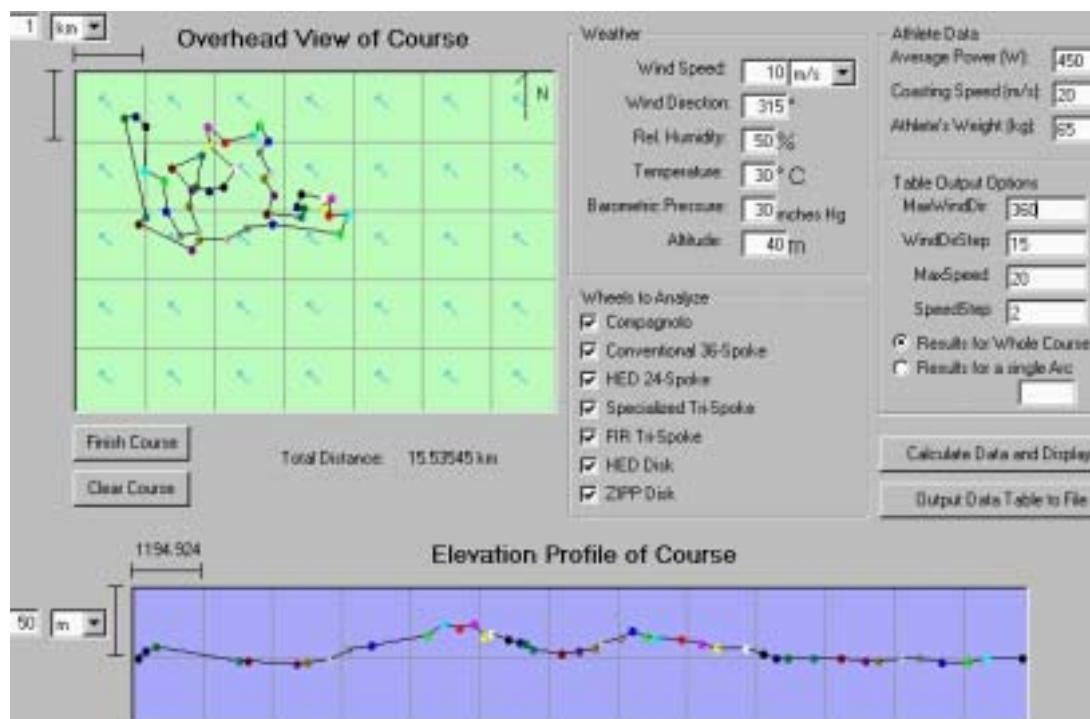 1 km
Overhead View of Course
N
Finish Course
Clear Course
Total Distance: 15.53545 km
Weather
Wind Speed: 10 m/s
Wind Direction: 315 °
Rel. Humidity: 50 %
Temperature: 30 ° C
Barometric Pressure: 30 inches Hg
Altitude: 40 m
Wheels to Analyze
Compagnolo
Conventional 36-Spoke
HED 24-Spoke
Specialized Tri-Spoke
FIR Tri-Spoke
HED Disk
ZIPP Disk
Athlete Data
Average Power (W): 450
Coasting Speed (m/s): 20
Athlete's Weight (kg): 65
Table Output Options
MaxWindDir 360
WindDirStep 15
MaxSpeed 20
SpeedStep 2
Results for Whole Course
Results for a single Arc
Calculate Data and Display
Output Data Table to File
1194.924
Elevation Profile of Course
50 m